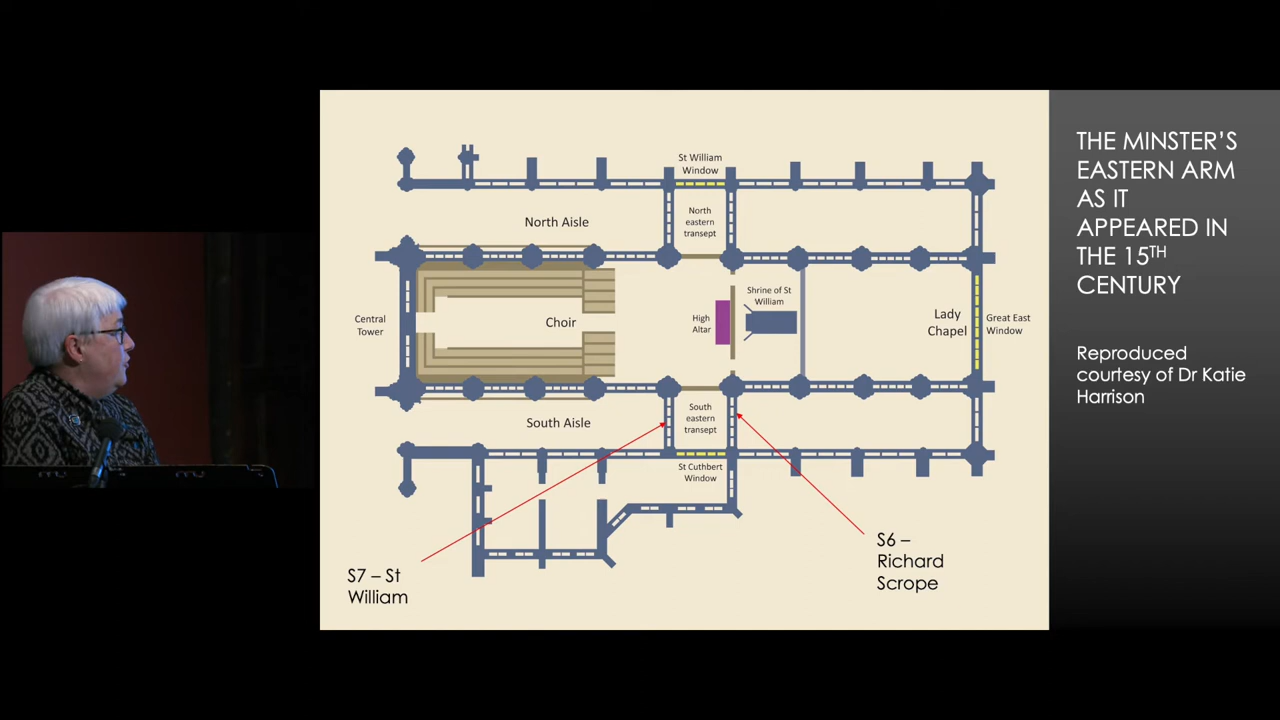 THE MINSTER'S
EASTERN ARM
AS IT
APPEARED IN
THE 15TH
CENTURY
Reproduced
courtesy of Dr Katie
Harrison
St William
Window
North Aisle
North
eastern
transept
Central
Tower
Choir
High
Altar
Shrine of St
William
Lady
Chapel
Great East
Window
South Aisle
South
eastern
transept
St Cuthbert
Window
S7 – St
William
S6 –
Richard
Scrope